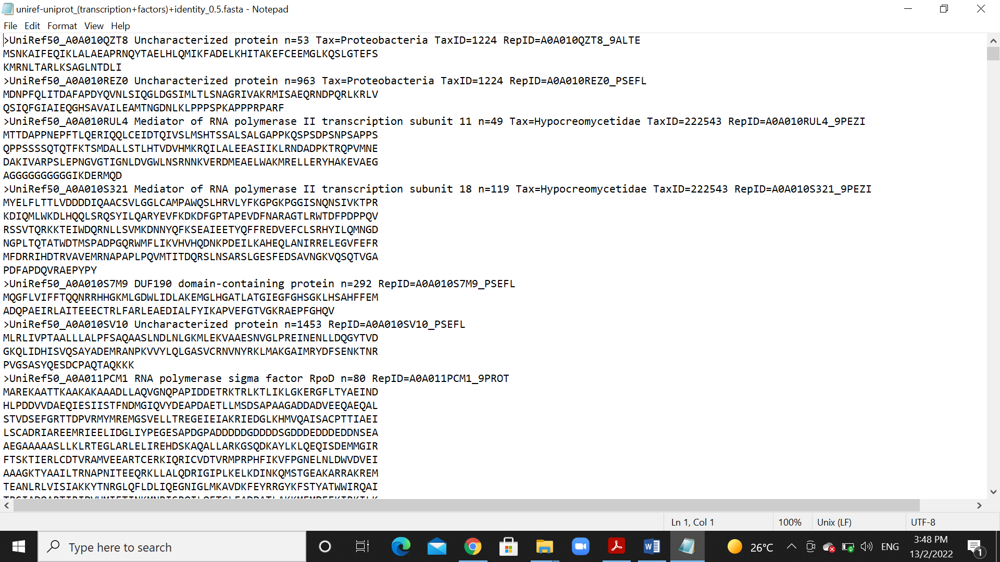 uniref-uniprot_(transcription+factors)+identity_0.5.fasta - Notepad
File Edit Format View Help
>UniRef50_A0A010QZT8 Uncharacterized protein n=53 Tax=Proteobacteria TaxID=1224 RepID=A0A010QZT8_9ALTE
MSNKAIFEQIKLALAEAPRNQYTAELHLQMIKFADELKHITAKEFCEEMGLKQSLGTEFS
KMRNLTARLKSAGLNTDLI
>UniRef50_A0A010REZ0 Uncharacterized protein n=963 Tax=Proteobacteria TaxID=1224 RepID=A0A010REZ0_PSEFL
MDNPFQLITDAFAPDYQVNLSIQGLDGSIMLTLSNAGRIVAKRMISAEQRNDPQRLKRLV
QSIQFGIAIEQGHSAVAILEAMTNGDNLKLPPPSPKAPPPRPARF
>UniRef50_A0A010RUL4 Mediator of RNA polymerase II transcription subunit 11 n=49 Tax=Hypocreomycetidae TaxID=222543 RepID=A0A010RUL4_9PEZI
MTTDAPPNEPFTLQERIQQLCEIDTQIVSLMSHTSSALSALGAPPKQSPSDPSNPSAPPS
QPPSSSSQTQTFKTSMDALLSTLHTVDVHMKRQILALEEASIIKLRNDADPKTRQPVMNE
DAKIVARPSLEPNGVGTIGNLDVGWLNSRNNKVERDMEAELWAKMRELLERYHAKEVAEG
AGGGGGGGGGGIKDERMQD
>UniRef50_A0A010S321 Mediator of RNA polymerase II transcription subunit 18 n=119 Tax=Hypocreomycetidae TaxID=222543 RepID=A0A010S321_9PEZI
MYELFLTTLVDDDDIQAACSVLGGLCAMPAWQSLHRVLYFKGPGKPGGISNQNSIVKTPR
KDIQMLWKDLHQQLSRQSYILQARYEVFKDKDFGPTAPEVDFNARAGTLRWTDFPDPPQV
RSSVTQRKKTEIWDQRNLLSVMKDNNYQFKSEAIEETYQFFREDVEFCLSRHYILQMNGD
NGPLTQTATWDTMSPADPGQRWMFLIKVHVHQDNKPDEILKAHEQLANIRRELEGVFEFR
MFDRRIHDTRVAVEMRNAPAPLPQVMTITDQRSLNSARSLGESFEDSAVNGKVQSQTVGA
PDFAPDQVRAEPYPY
>UniRef50_A0A010S7M9 DUF190 domain-containing protein n=292 RepID=A0A010S7M9_PSEFL
MQGFLVIFFTQQNRRHHGKMLGDWLIDLAKEMGLHGATLATGIEGFGHSGKLHSAHFFEM
ADQPAEIRLAITEEECTRLFARLEAEDIALFYIKAPVEFGTVGKRAEPFGHQV
>UniRef50_A0A010SV10 Uncharacterized protein n=1453 RepID=A0A010SV10_PSEFL
MLRLIVPTAALLLALPFSAQAASLNDLNLGKMLEKVAAESNVGLPREINENLLDQGYTVD
GKQLIDHISVQSAYADEMRANPKVVYLQLGASVCRNVNYRKLMAKGAIMRYDFSENKTNR
PVGSASYQESDCPAQTAQKKK
>UniRef50_A0A011PCM1 RNA polymerase sigma factor RpoD n=80 RepID=A0A011PCM1_9PROT
MAREKAATTKAAKAKAAADLLAQVGNQPAPIDDETRKTRLKTLIKLGKERGFLTYAEIND
HLPDDVVDAEQIESIISTFNDMGIQVYDEAPDAETLLMSDSAPAAGADDADVEEQAEQAL
STVDSEFGRTTDPVRMYMREMGSVELLTREGEIEIAKRIEDGLKHMVQAISACPTTIAEI
LSCADRIAREEMRIEELIDGLIYPEGESAPDGPADDDDDGDDDDSGDDDEDDDEDDNSEA
AEGAAAAASLLKLRTEGLARLELIREHDSKAQALLARKGSQDKAYLKLQEQISDEMMGIR
FTSKTIERLCDTVRAMVEEARTCERKIQRICVDTVRMPRPHFIKVFPGNELNLDWVDVEI
AAAGKTYAAILTRNAPNITEEQRKLLALQDRIGIPLKELKDINKQMSTGEAKARRAKREM
TEANLRLVISIAKKYTNRGLQFLDLIQEGNIGLMKAVDKFEYRRGYKFSTYATWWIRQAI
Ln 1, Col 1 100% Unix (LF) UTF-8
Type here to search
26°C ENG
3:48 PM
13/2/2022
1